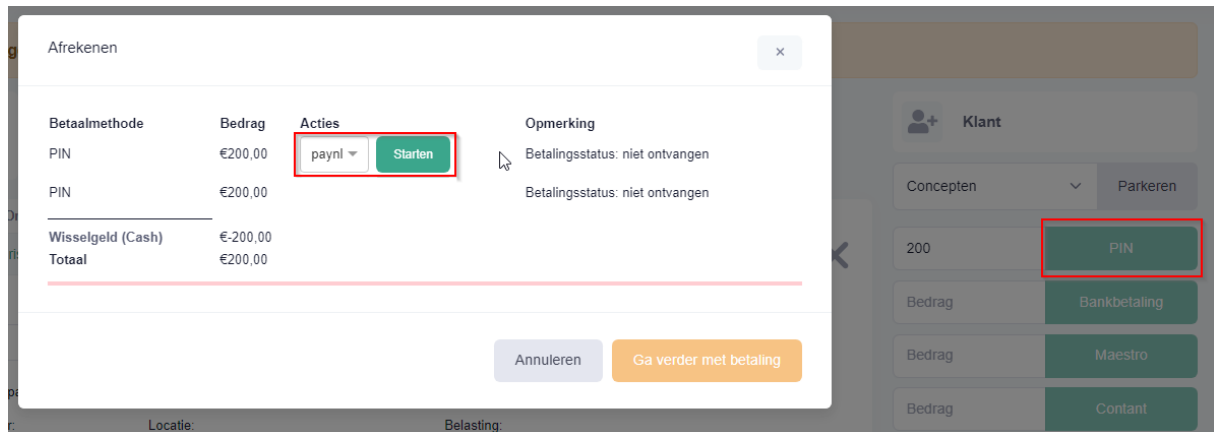 Afrekenen
×
Betaalmethode Bedrag Acties Opmerking
PIN €200,00 paynl Starten Betalingsstatus: niet ontvangen
PIN €200,00 Betalingsstatus: niet ontvangen
Wisselgeld (Cash) €-200,00
Totaal €200,00
Annuleren Ga verder met betaling
Klant
Concepten Parkeren
200 PIN
Bedrag Bankbetaling
Bedrag Maestro
Bedrag Contant
Locatie: Belasting: